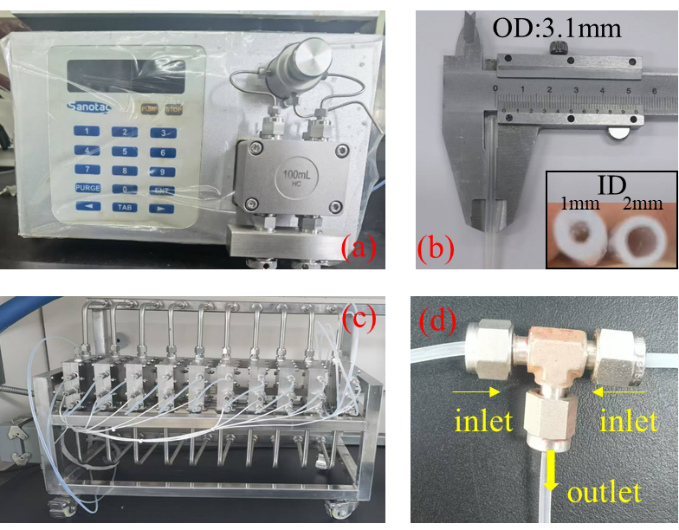 Sanotac
1 2 3
4 5 6
7 8 9
PURGE 0 ENT
TAB
100mL
HC
(a)
OD:3.1mm
0 1 2 3 4 5 6
ID
1mm 2mm
(b)
(c)
(d)
inlet inlet
outlet